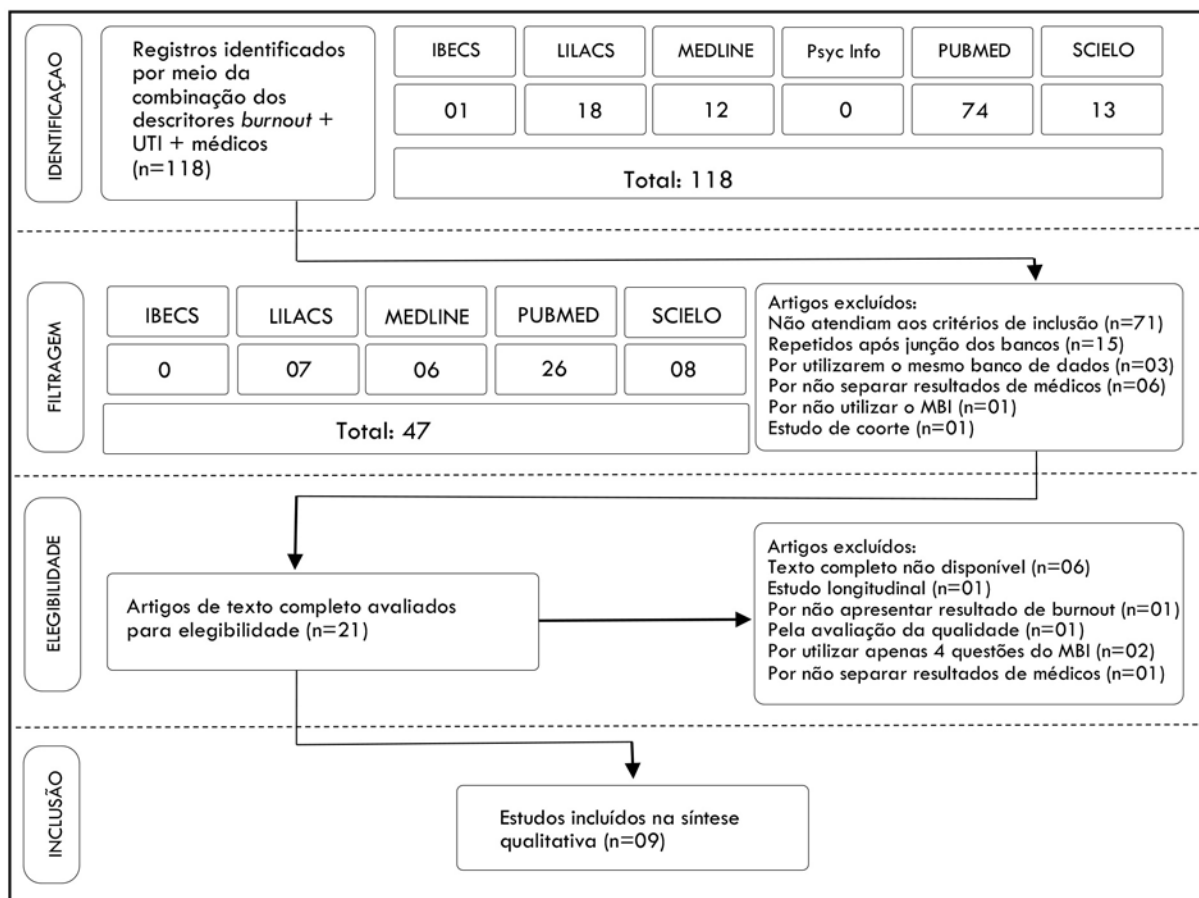 IDENTIFICAÇAO
Registros identificados
por meio da
combinação dos
descritores burnout +
UTI + médicos
(n=118)
IBECS
LILACS
MEDLINE
Psyc Info
PUBMED
SCIELO
01
18
12
0
74
13
Total: 118
FILTRAGEM
IBECS
LILACS
MEDLINE
PUBMED
SCIELO
0
07
06
26
08
Total: 47
Artigos excluídos:
Não atendiam aos critérios de inclusão (n=71)
Repetidos após junção dos bancos (n=15)
Por utilizarem o mesmo banco de dados (n=03)
Por não separar resultados de médicos (n=06)
Por não utilizar o MBI (n=01)
Estudo de coorte (n=01)
ELEGIBILIDADE
Artigos de texto completo avaliados
para elegibilidade (n=21)
Artigos excluídos:
Texto completo não disponível (n=06)
Estudo longitudinal (n=01)
Por não apresentar resultado de burnout (n=01)
Pela avaliação da qualidade (n=01)
Por utilizar apenas 4 questões do MBI (n=02)
Por não separar resultados de médicos (n=01)
INCLUSÃO
Estudos incluídos na síntese
qualitativa (n=09)